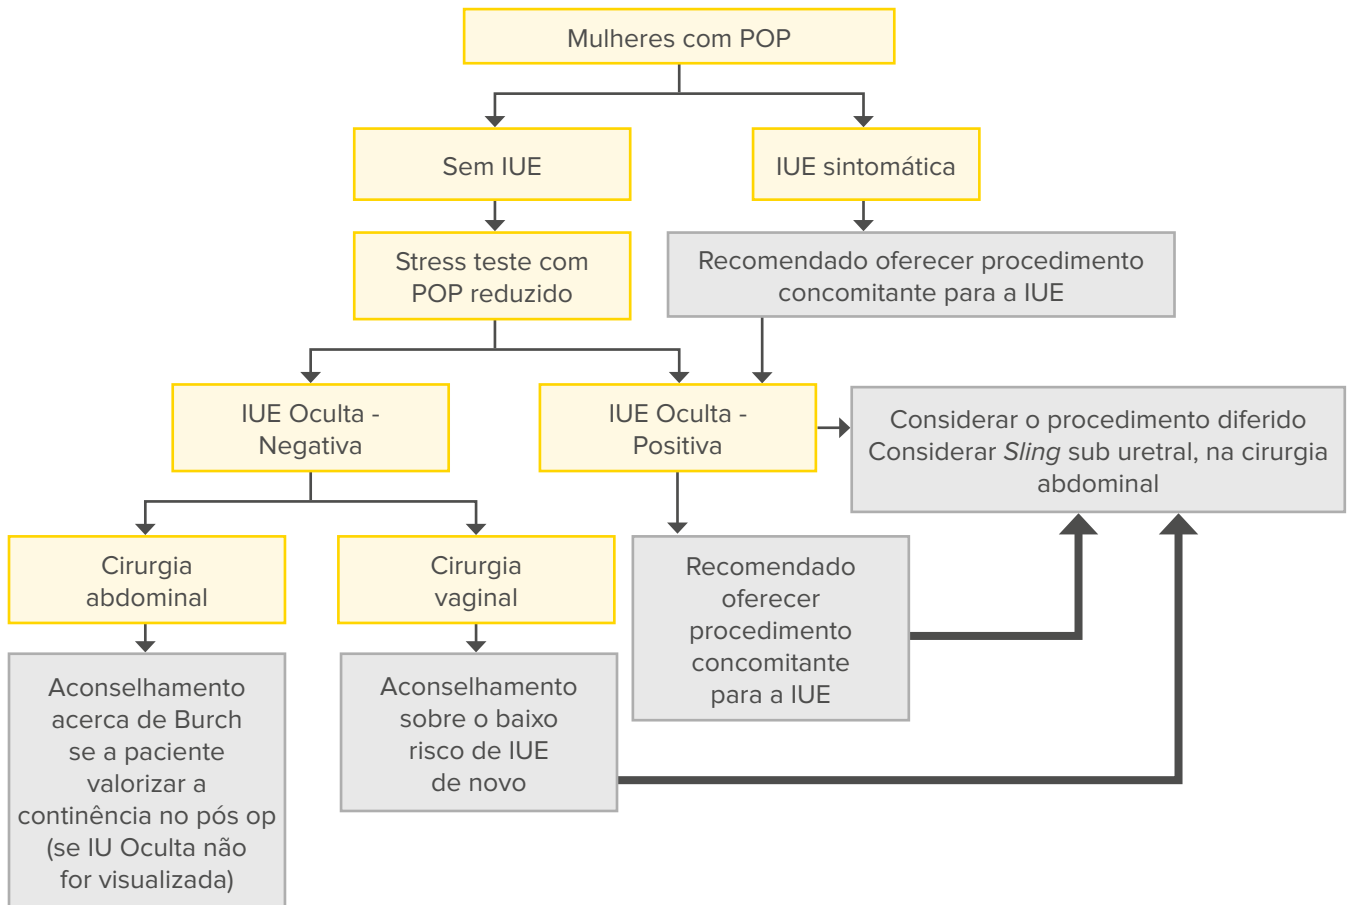 Mulheres com POP
Sem IUE
IUE sintomática
Stress teste com
POP reduzido
Recomendado oferecer procedimento
concomitante para a IUE
IUE Oculta -
Negativa
IUE Oculta -
Positiva
Considerar o procedimento diferido
Considerar Sling sub uretral, na cirurgia
abdominal
Cirurgia
abdominal
Cirurgia
vaginal
Recomendado
oferecer
procedimento
concomitante
para a IUE
Aconselhamento
acerca de Burch
se a paciente
valorizar a
continência no pós op
(se IU Oculta não
for visualizada)
Aconselhamento
sobre o baixo
risco de IUE
de novo